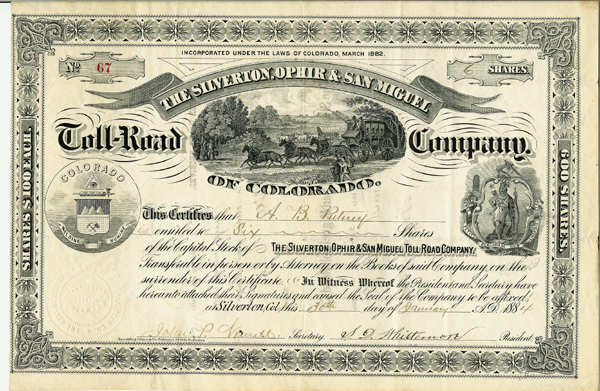 INCORPORATED UNDER THE LAWS OF COLORADO, MARCH 1882.
No. 67
6 SHARES
THE SILVERTON, OPHIR & SAN MIGUEL
Toll-Road Company.
OF COLORADO.
SHARES $100 EACH.
600 SHARES.
COLORADO
This Certifies that A. B.
is entitled to Six Shares
of the Capital Stock of THE SILVERTON, OPHIR & SAN MIGUEL TOLL ROAD COMPANY.
Transferable in person or by Attorney on the Books of said Company, on the
surrender of this Certificate. In Witness Whereof, the President and Secretary have
hereunto attached their Signatures and caused the Seal of the Company to be affixed,
at Silverton, Col. this 30th day of January A.D. 1884
John P. Secretary. S. D. Whittemore President.